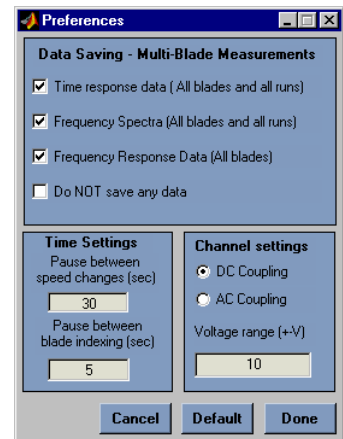 Preferences
Data Saving - Multi-Blade Measurements
Time response data ( All blades and all runs)
Frequency Spectra (All blades and all runs)
Frequency Response Data (All blades)
Do NOT save any data
Time Settings
Pause between
speed changes (sec)
30
Pause between
blade indexing (sec)
5
Channel settings
DC Coupling
AC Coupling
Voltage range (+-V)
10
Cancel
Default
Done